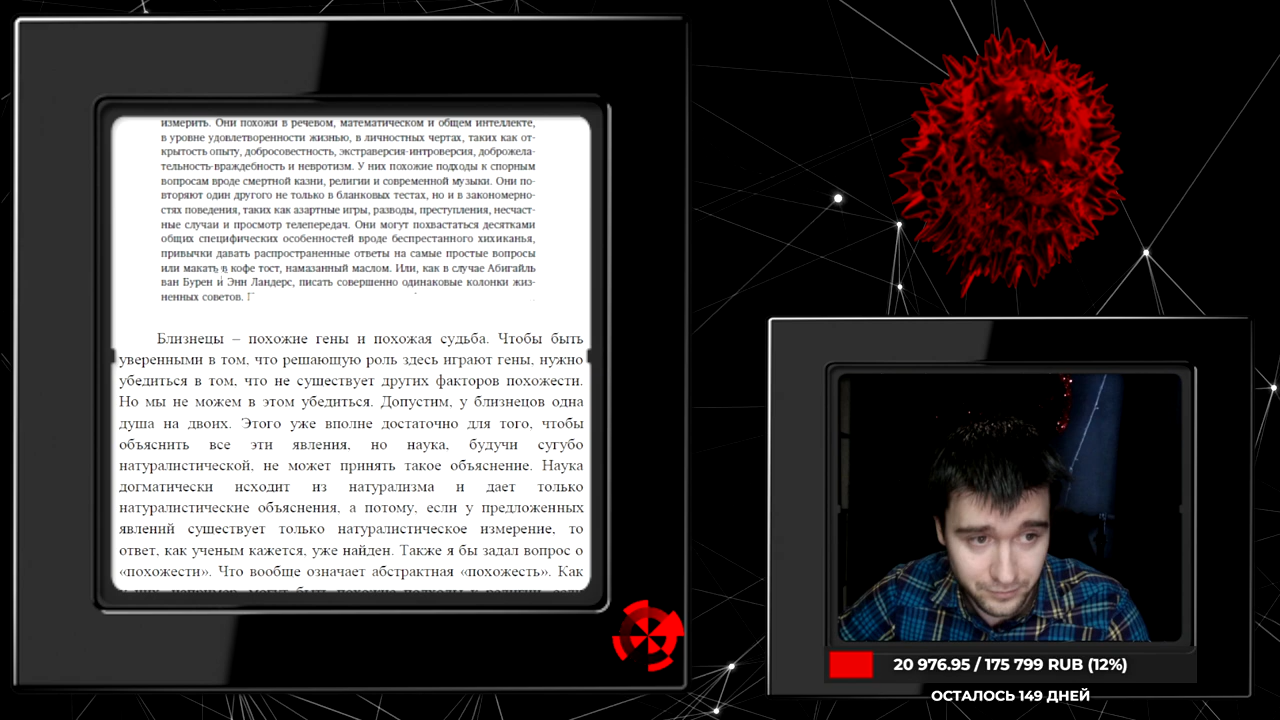 измерить. Они похожи в речевом, математическом и общем интеллекте,
в уровне удовлетворенности жизнью, в личностных чертах, таких как от-
крытость опыту, добросовестность, экстраверсия-интроверсия, доброжела-
тельность-враждебность и невротизм. У них похожие подходы к спорным
вопросам вроде смертной казни, религии и современной музыки. Они по-
вторяют один другого не только в бланковых тестах, но и в закономерно-
стях поведения, таких как азартные игры, разводы, преступления, несчаст-
ные случаи и просмотр телепередач. Они могут похвастаться десятками
общих специфических особенностей вроде беспрестанного хихиканья,
привычки давать распространенные ответы на самые простые вопросы
или макать в кофе тост, намазанный маслом. Или, как в случае Абигайль
ван Бурен и Энн Ландерс, писать совершенно одинаковые колонки жиз-
ненных советов.
Близнецы – похожие гены и похожая судьба. Чтобы быть
уверенными в том, что решающую роль здесь играют гены, нужно
убедиться в том, что не существует других факторов похожести.
Но мы не можем в этом убедиться. Допустим, у близнецов одна
душа на двоих. Этого уже вполне достаточно для того, чтобы
объяснить все эти явления, но наука, будучи сугубо
натуралистической, не может принять такое объяснение. Наука
догматически исходит из натурализма и дает только
натуралистические объяснения, а потому, если у предложенных
явлений существует только натуралистическое измерение, то
ответ, как ученым кажется, уже найден. Также я бы задал вопрос о
«похожести». Что вообще означает абстрактная «похожесть». Как
20 976.95 / 175 799 RUB (12%)
ОСТАЛОСЬ 149 ДНЕЙ